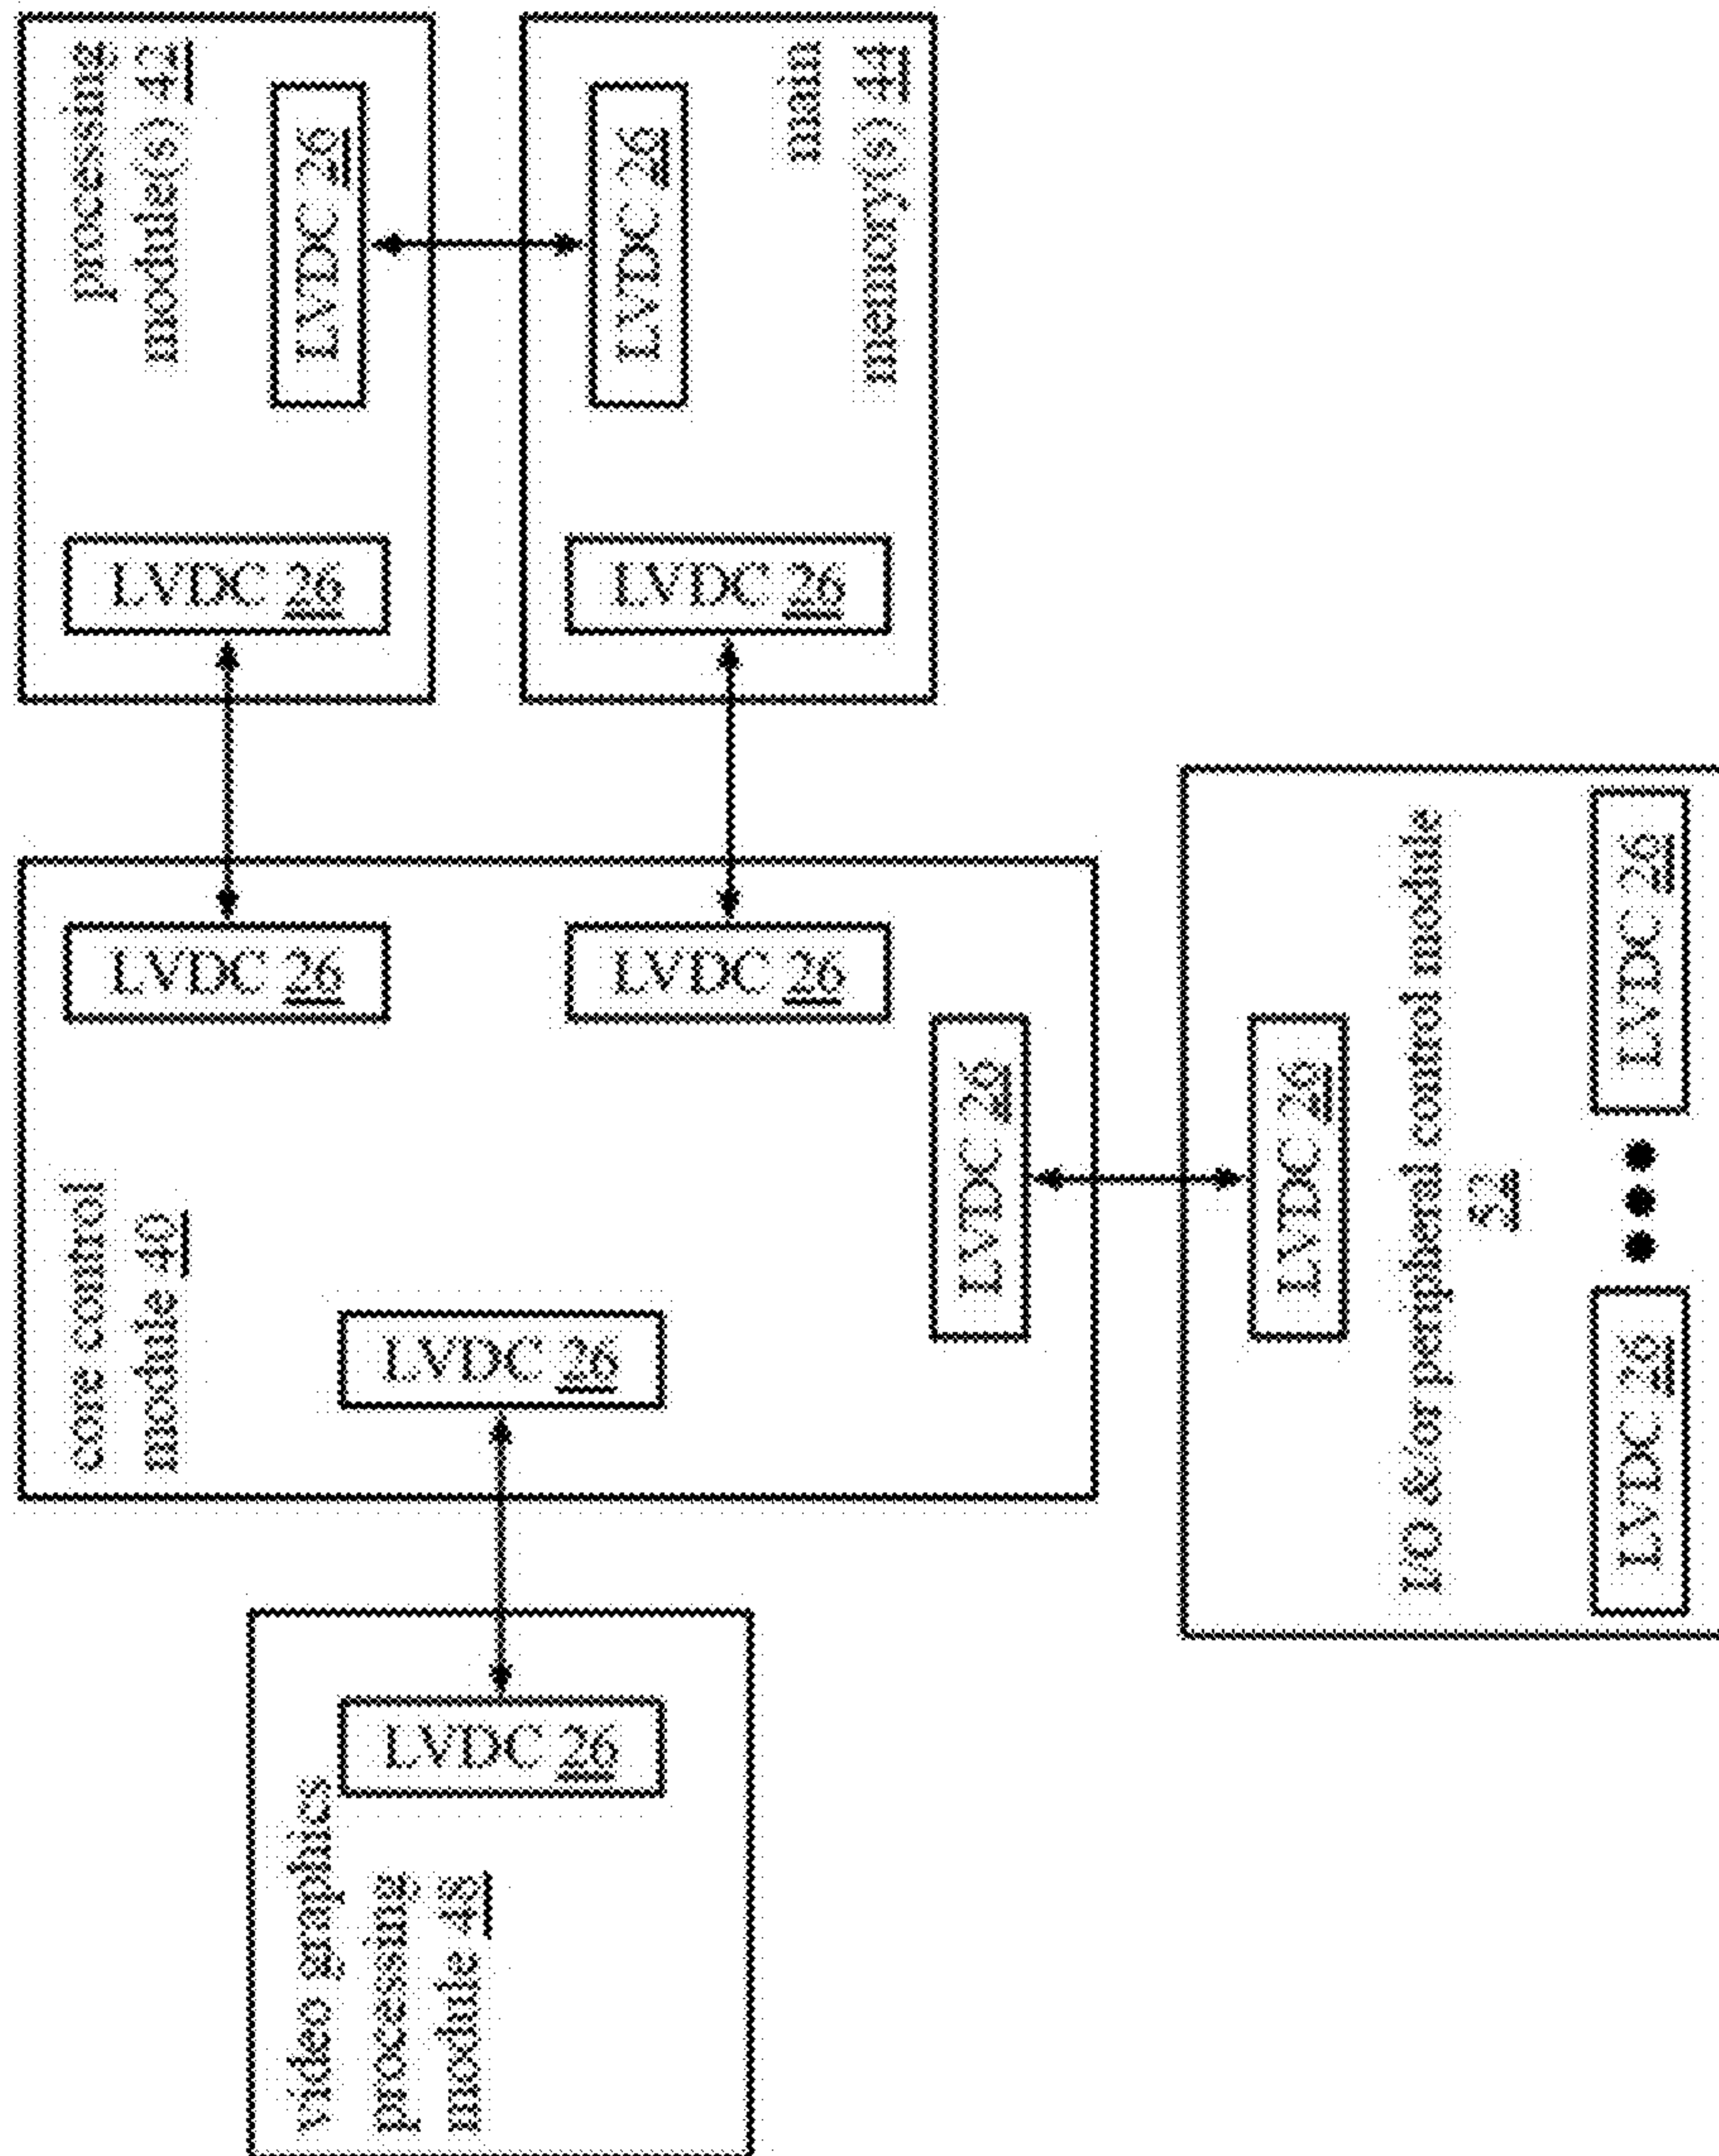 processing
module(s) 42
LVDC 26
LVDC 26
LVDC 26
LVDC 26
main
memory(s) 44
core control
module 40
LVDC 26
LVDC 26
LVDC 26
LVDC 26
video graphics
processing
module 48
LVDC 26
LVDC 26
I/O &/or peripheral control module
52
LVDC 26
LVDC 26